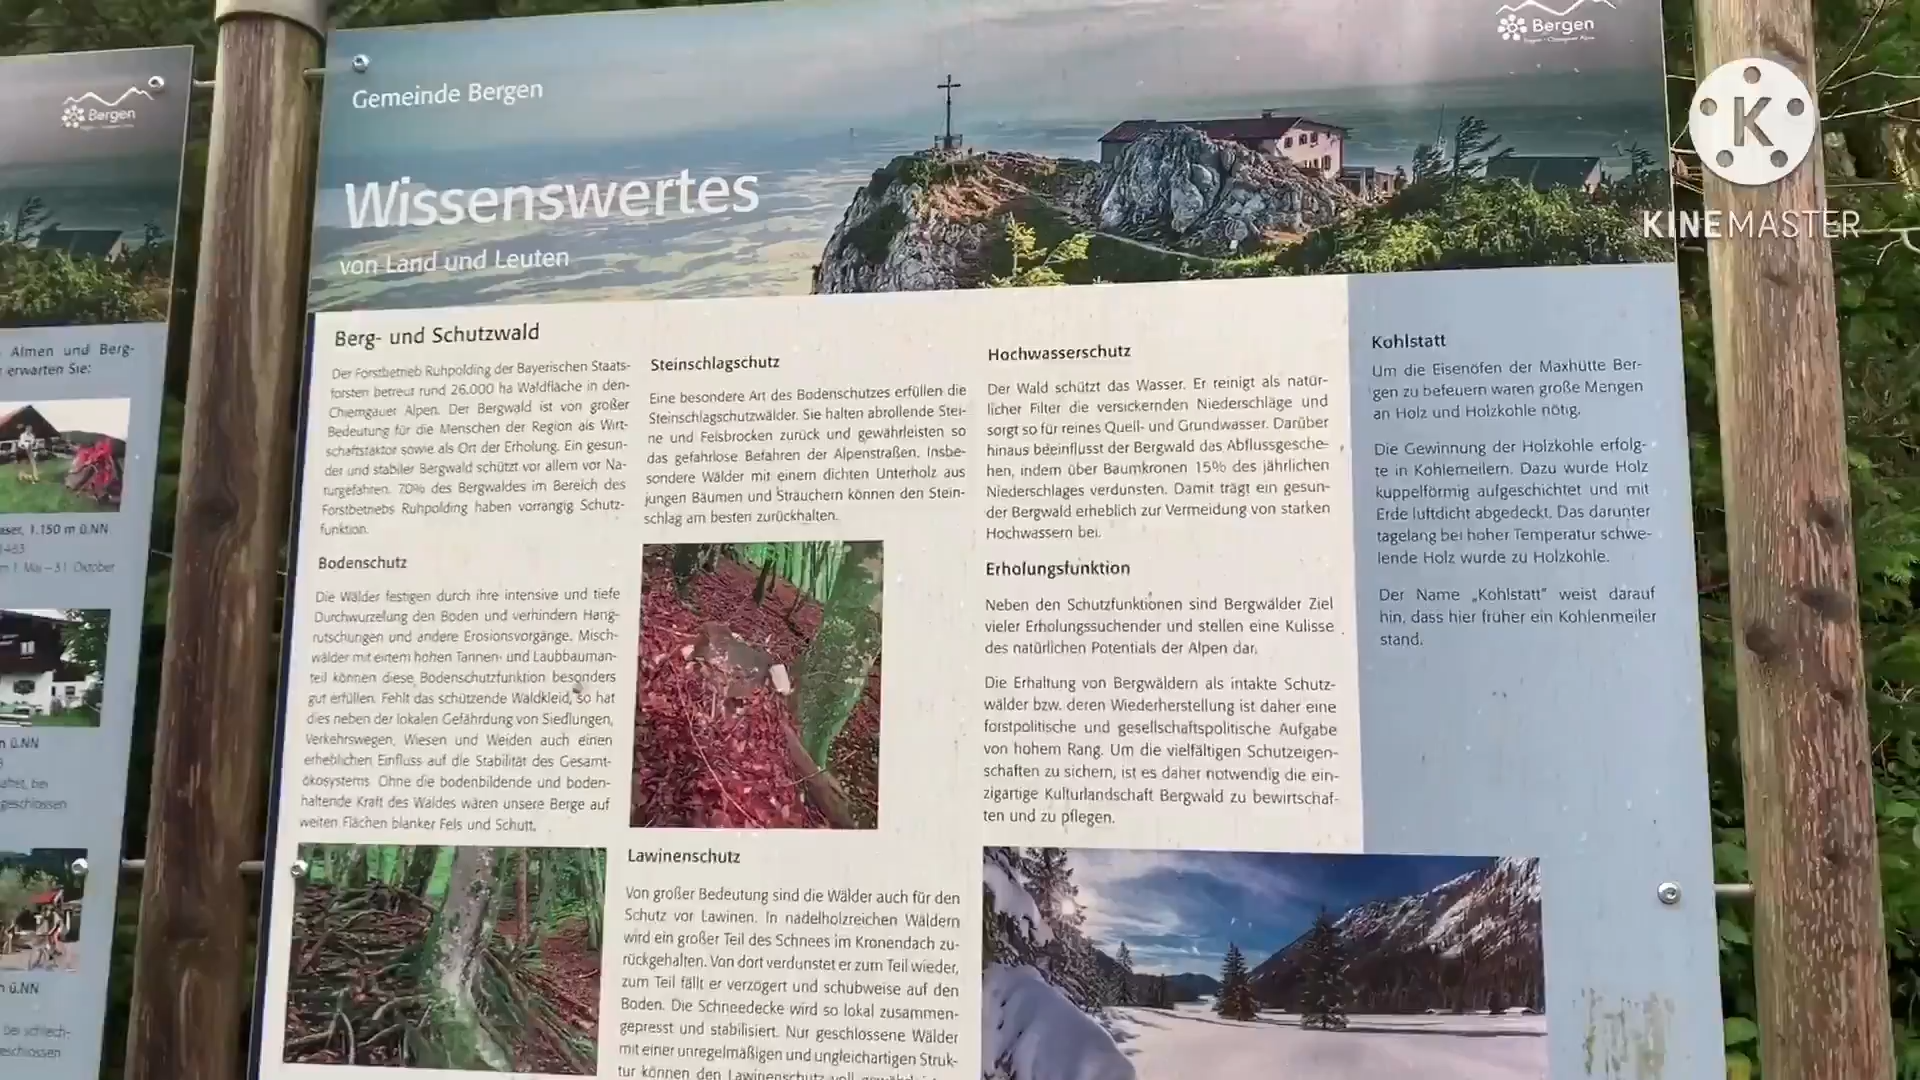 Bergen
Almen und Berg-
erwarten Sie:
1.150 m ü.NN
1. Mai – 31. Oktober
ü.NN
geschlossen
ü.NN
Gemeinde Bergen
Bergen
Wissenswertes
von Land und Leuten
Berg- und Schutzwald
Der Forstbetrieb Ruhpolding der Bayerischen Staats-
forsten betreut rund 26.000 ha Waldfläche in den
Chiemgauer Alpen. Der Bergwald ist von großer
Bedeutung für die Menschen der Region als Wirt-
schaftsfaktor sowie als Ort der Erholung. Ein gesun-
der und stabiler Bergwald schützt vor allem vor Na-
turgefahren. 70% des Bergwaldes im Bereich des
Forstbetriebs Ruhpolding haben vorrangig Schutz-
funktion.
Bodenschutz
Die Wälder festigen durch ihre intensive und tiefe
Durchwurzelung den Boden und verhindern Hang-
rutschungen und andere Erosionsvorgänge. Misch-
wälder mit einem hohen Tannen- und Laubbauman-
teil können diese Bodenschutzfunktion besonders
gut erfüllen. Fehlt das schützende Waldkleid, so hat
dies neben der lokalen Gefährdung von Siedlungen,
Verkehrswegen, Wiesen und Weiden auch einen
erheblichen Einfluss auf die Stabilität des Gesamt-
ökosystems. Ohne die bodenbildende und boden-
haltende Kraft des Waldes wären unsere Berge auf
weiten Flächen blanker Fels und Schutt.
Steinschlagschutz
Eine besondere Art des Bodenschutzes erfüllen die
Steinschlagschutzwälder. Sie halten abrollende Stei-
ne und Felsbrocken zurück und gewährleisten so
das gefahrlose Befahren der Alpenstraßen. Insbe-
sondere Wälder mit einem dichten Unterholz aus
jungen Bäumen und Sträuchern können den Stein-
schlag am besten zurückhalten.
Lawinenschutz
Von großer Bedeutung sind die Wälder auch für den
Schutz vor Lawinen. In nadelholzreichen Wäldern
wird ein großer Teil des Schnees im Kronendach zu-
rückgehalten. Von dort verdunstet er zum Teil wieder,
zum Teil fällt er verzögert und schubweise auf den
Boden. Die Schneedecke wird so lokal zusammen-
gepresst und stabilisiert. Nur geschlossene Wälder
mit einer unregelmäßigen und ungleichartigen Struk-
tur können den Lawinenschutz voll
Hochwasserschutz
Der Wald schützt das Wasser. Er reinigt als natür-
licher Filter die versickernden Niederschläge und
sorgt so für reines Quell- und Grundwasser. Darüber
hinaus beeinflusst der Bergwald das Abflussgesche-
hen, indem über Baumkronen 15% des jährlichen
Niederschlages verdunsten. Damit trägt ein gesun-
der Bergwald erheblich zur Vermeidung von starken
Hochwassern bei.
Erholungsfunktion
Neben den Schutzfunktionen sind Bergwälder Ziel
vieler Erholungssuchender und stellen eine Kulisse
des natürlichen Potentials der Alpen dar.
Die Erhaltung von Bergwäldern als intakte Schutz-
wälder bzw. deren Wiederherstellung ist daher eine
forstpolitische und gesellschaftspolitische Aufgabe
von hohem Rang. Um die vielfältigen Schutzeigen-
schaften zu sichern, ist es daher notwendig die ein-
zigartige Kulturlandschaft Bergwald zu bewirtschaf-
ten und zu pflegen.
Kohlstatt
Um die Eisenöfen der Maxhütte Ber-
gen zu befeuern waren große Mengen
an Holz und Holzkohle nötig.
Die Gewinnung der Holzkohle erfolg-
te in Kohlemeilern. Dazu wurde Holz
kuppelförmig aufgeschichtet und mit
Erde luftdicht abgedeckt. Das darunter
tagelang bei hoher Temperatur schwe-
lende Holz wurde zu Holzkohle.
Der Name „Kohlstatt" weist darauf
hin, dass hier früher ein Kohlenmeiler
stand.
K
KINEMASTER